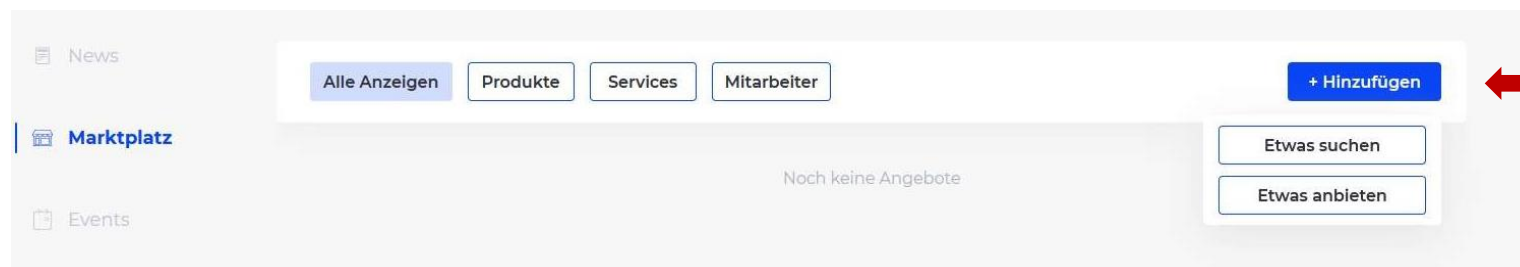 News
Alle Anzeigen Produkte Services Mitarbeiter + Hinzufügen
Marktplatz
Etwas suchen
Noch keine Angebote
Etwas anbieten
Events